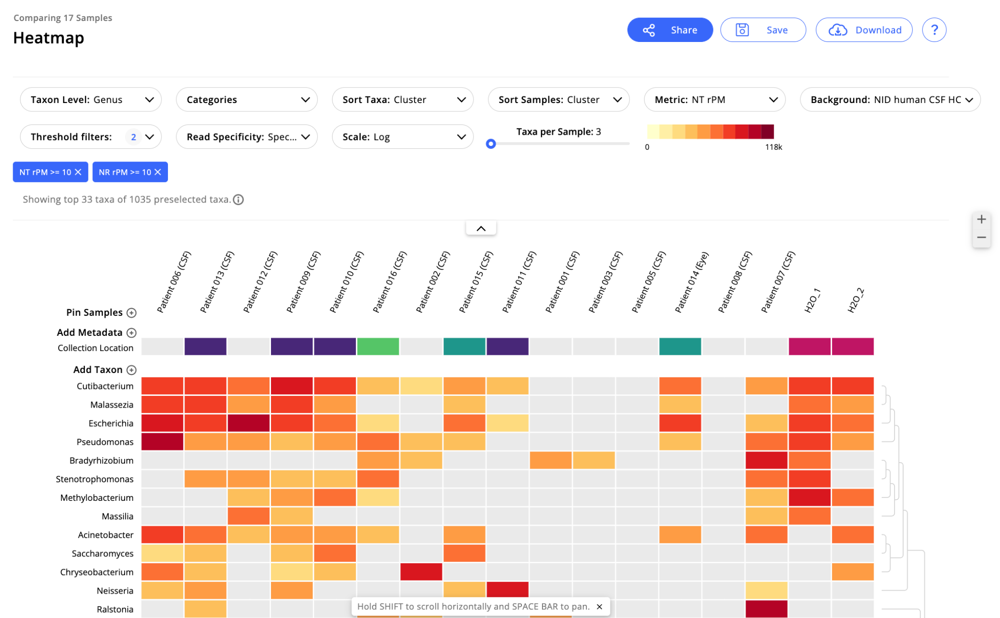 Comparing 17 Samples
Heatmap
Share
Save
Download
?
Taxon Level: Genus
Categories
Sort Taxa: Cluster
Sort Samples: Cluster
Metric: NT rPM
Background: NID human CSF HC
Threshold filters: 2
Read Specificity: Spec...
Scale: Log
Taxa per Sample: 3
0
118k
NT rPM >= 10
NR rPM >= 10
Showing top 33 taxa of 1035 preselected taxa.
Patient 006 (CSF)
Patient 013 (CSF)
Patient 012 (CSF)
Patient 009 (CSF)
Patient 010 (CSF)
Patient 016 (CSF)
Patient 002 (CSF)
Patient 015 (CSF)
Patient 011 (CSF)
Patient 001 (CSF)
Patient 003 (CSF)
Patient 005 (CSF)
Patient 014 (Eye)
Patient 008 (CSF)
Patient 007 (CSF)
H2O_1
H2O_2
Pin Samples
Add Metadata
Collection Location
Add Taxon
Cutibacterium
Malassezia
Escherichia
Pseudomonas
Bradyrhizobium
Stenotrophomonas
Methylobacterium
Massilia
Acinetobacter
Saccharomyces
Chryseobacterium
Neisseria
Ralstonia
Hold SHIFT to scroll horizontally and SPACE BAR to pan.